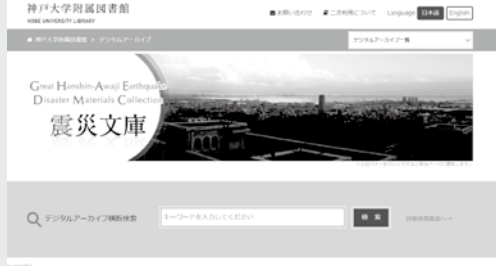 神戸大学附属図書館
KOBE UNIVERSITY LIBRARY
お問い合わせ 二次利用について Language 日本語 English
神戸大学附属図書館 > デジタルアーカイブ
デジタルアーカイブ一覧
Great Hanshin-Awaji Earthquake
Disaster Materials Collection
震災文庫
デジタルアーカイブ横断検索 キーワードを入力してください 検 索 詳細検索画面へ→